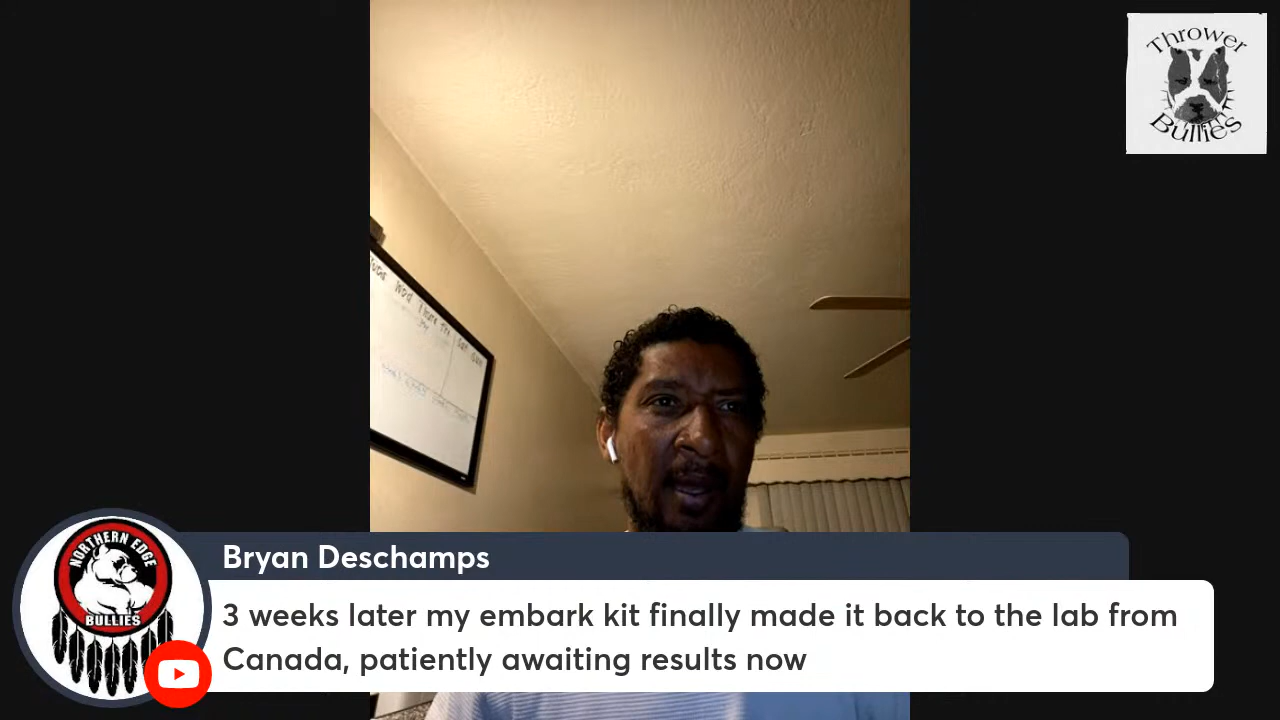 Thrower
Bullies
Wod
NORTHERN EDGE
BULLIES
Bryan Deschamps
3 weeks later my embark kit finally made it back to the lab from
Canada, patiently awaiting results now